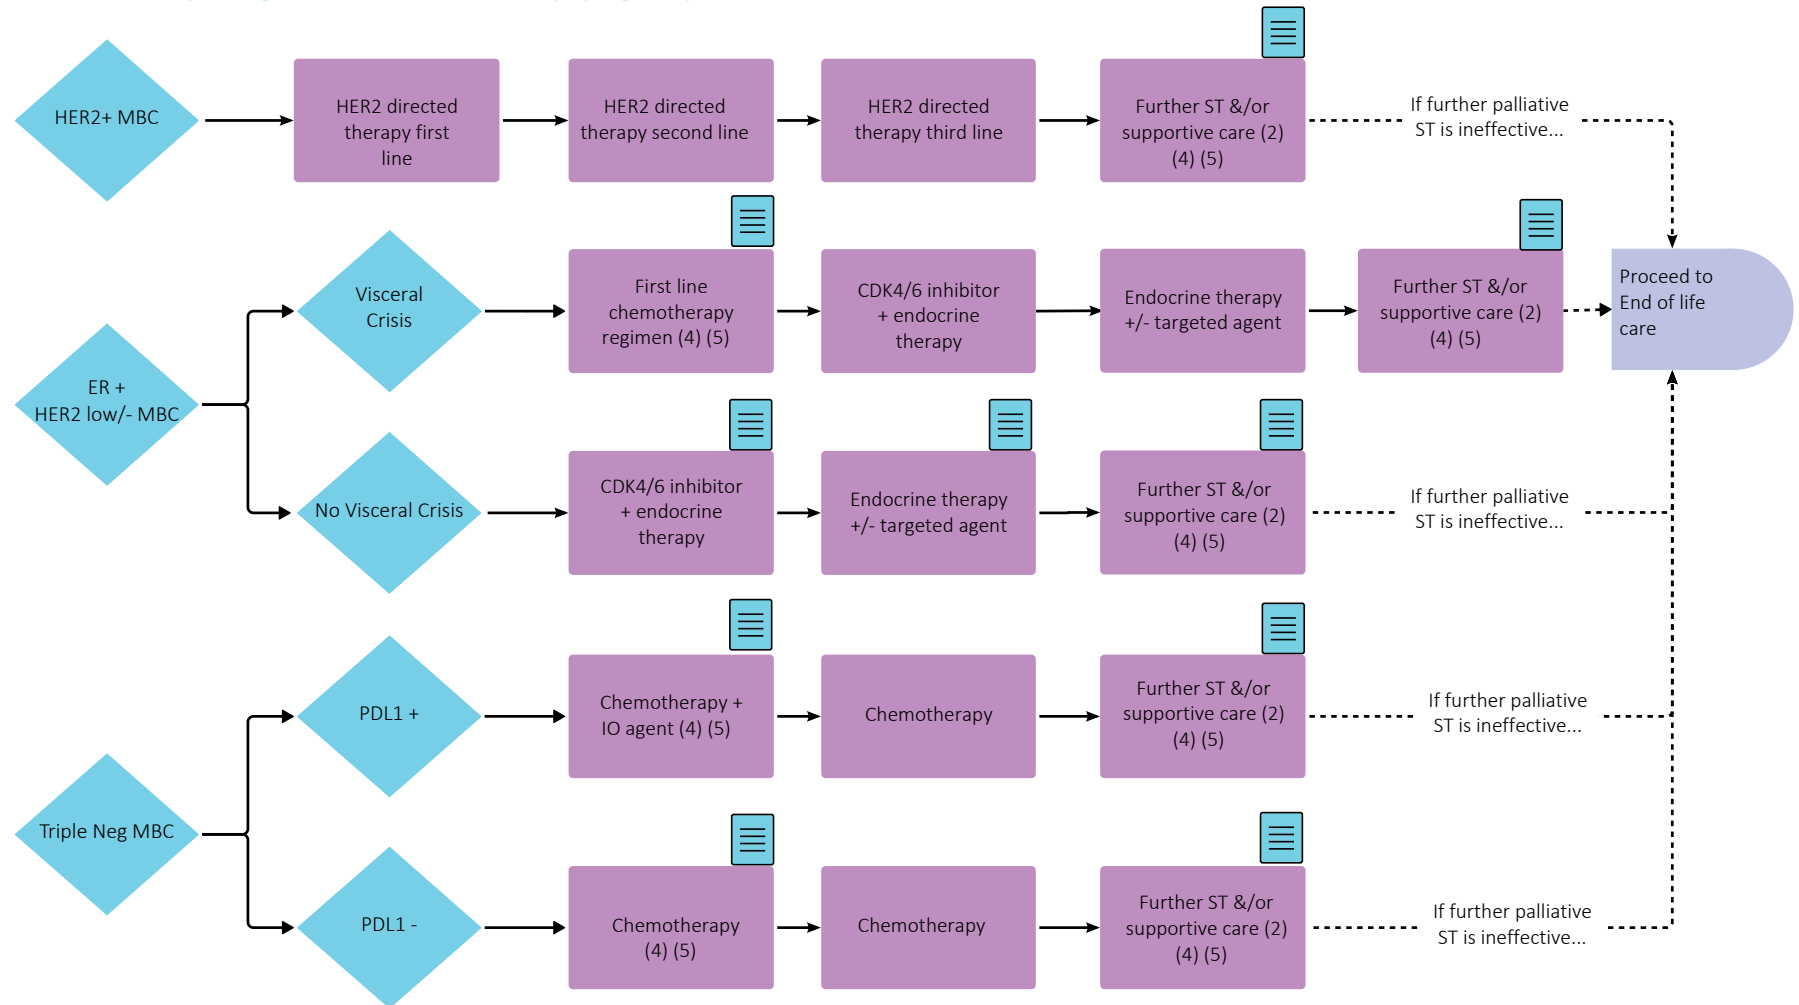 HER2+ MBC
HER2 directed
therapy first
line
HER2 directed
therapy second line
HER2 directed
therapy third line
Further ST &/or
supportive care (2)
(4) (5)
If further palliative
ST is ineffective...
ER +
HER2 low/- MBC
Visceral
Crisis
First line
chemotherapy
regimen (4) (5)
CDK4/6 inhibitor
+ endocrine
therapy
Endocrine therapy
+/- targeted agent
Further ST &/or
supportive care (2)
(4) (5)
Proceed to
End of life
care
No Visceral Crisis
CDK4/6 inhibitor
+ endocrine
therapy
Endocrine therapy
+/- targeted agent
Further ST &/or
supportive care (2)
(4) (5)
If further palliative
ST is ineffective...
Triple Neg MBC
PDL1 +
Chemotherapy +
IO agent (4) (5)
Chemotherapy
Further ST &/or
supportive care (2)
(4) (5)
If further palliative
ST is ineffective...
PDL1 -
Chemotherapy
(4) (5)
Chemotherapy
Further ST &/or
supportive care (2)
(4) (5)
If further palliative
ST is ineffective...